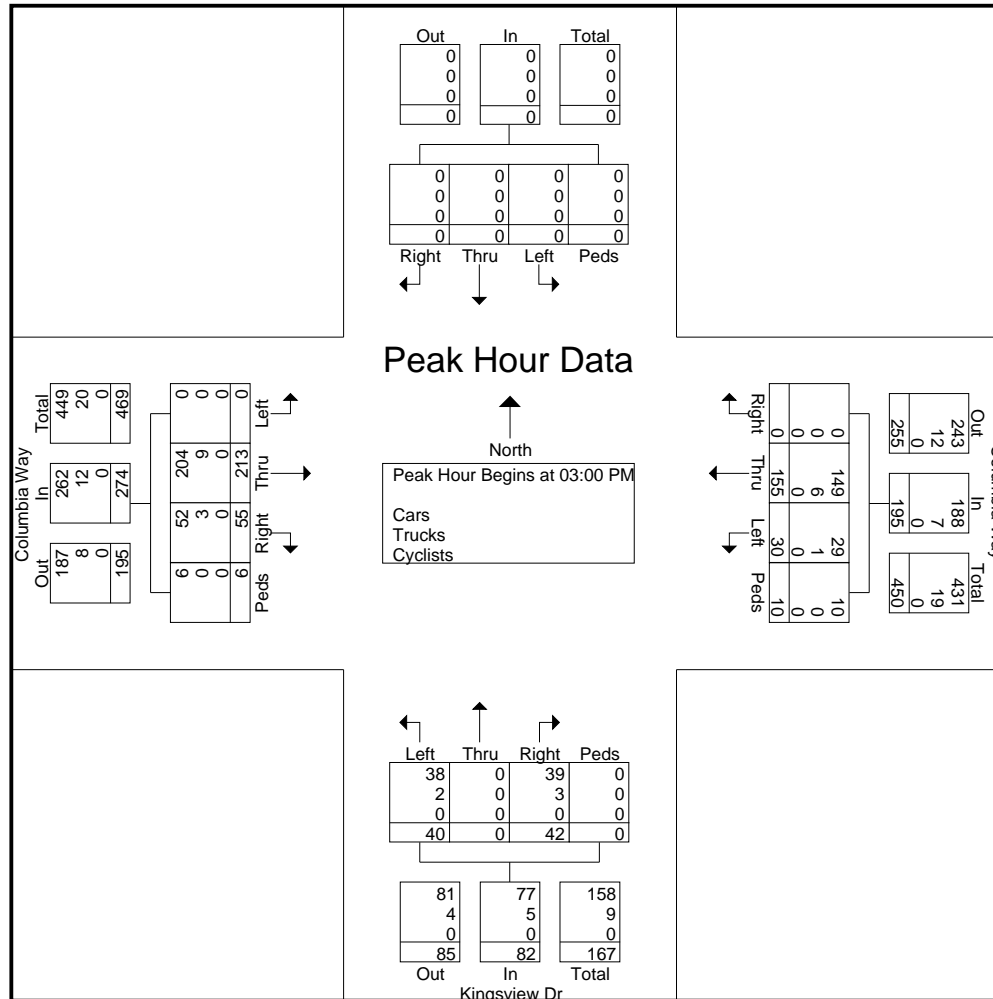 Out In Total
0 0 0
0 0 0
0 0 0
0 0 0
0 0 0 0
0 0 0 0
0 0 0 0
0 0 0 0
Right Thru Left Peds
Peak Hour Data
North
Peak Hour Begins at 03:00 PM
Cars
Trucks
Cyclists
Columbia Way
Total
449
20
0
469
In
262
12
0
274
Out
187
8
0
195
Left
0
0
0
0
Thru
204
9
0
213
Right
52
3
0
55
Peds
6
0
0
6
Right
0
0
0
0
Thru
149
6
0
155
Left
29
1
0
30
Peds
10
0
0
10
Out
243
12
0
255
In
188
7
0
195
Total
431
19
0
450
Way
Left Thru Right Peds
38 0 39 0
2 0 3 0
0 0 0 0
40 0 42 0
81 77 158
4 5 9
0 0 0
85 82 167
Out In Total
Kingsview Dr